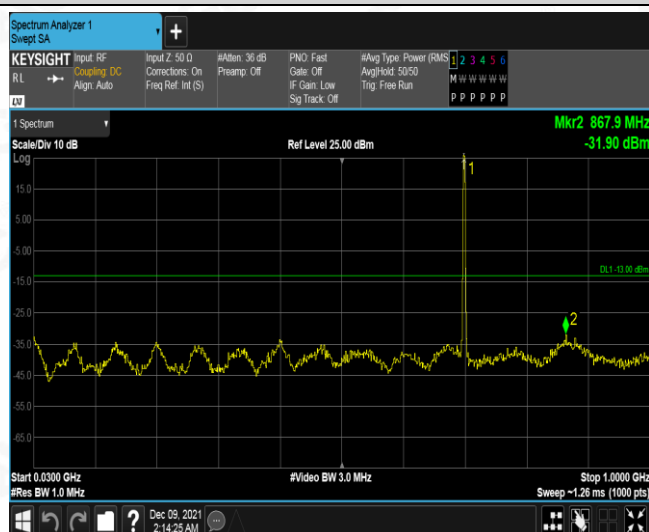 Spectrum Analyzer 1
Swept SA
KEYSIGHT
RL
Input: RF
Coupling: DC
Align: Auto
Input Z: 50 Ω
Corrections: On
Freq Ref: Int (S)
#Atten: 36 dB
Preamp: Off
PNO: Fast
Gate: Off
IF Gain: Low
Sig Track: Off
#Avg Type: Power (RMS
Avg|Hold: 50/50
Trig: Free Run
1 2 3 4 5 6
M W W W W W
P P P P P P
LXI
1 Spectrum
Mkr2 867.9 MHz
Scale/Div 10 dB
Ref Level 25.00 dBm
-31.90 dBm
Log
1
15.0
5.00
-5.00
DL1 -13.00 dBm
-15.0
-25.0
2
-35.0
-45.0
-55.0
-65.0
Start 0.0300 GHz
#Video BW 3.0 MHz
Stop 1.0000 GHz
#Res BW 1.0 MHz
Sweep ~1.26 ms (1000 pts)
?
Dec 09, 2021
2:14:25 AM